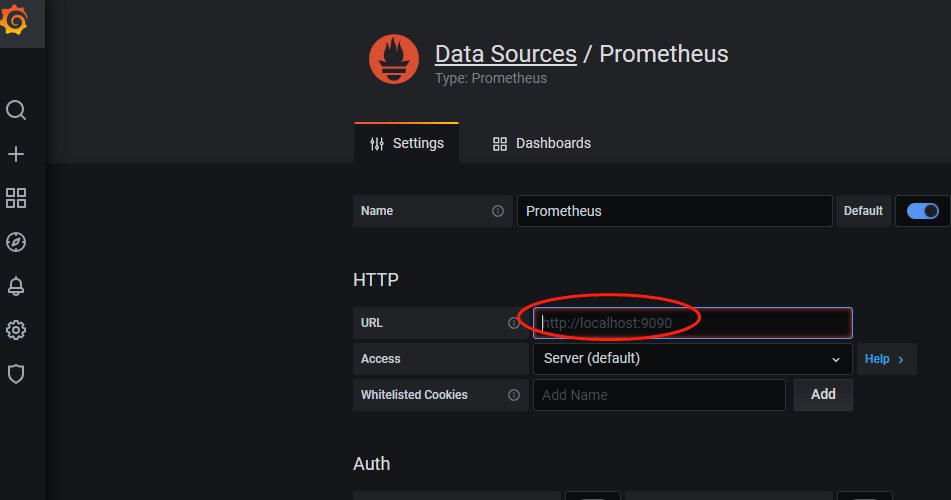 Data Sources / Prometheus
Type: Prometheus
Settings
Dashboards
Name
Prometheus
Default
HTTP
URL
http://localhost:9090
Access
Server (default)
Help
Whitelisted Cookies
Add Name
Add
Auth